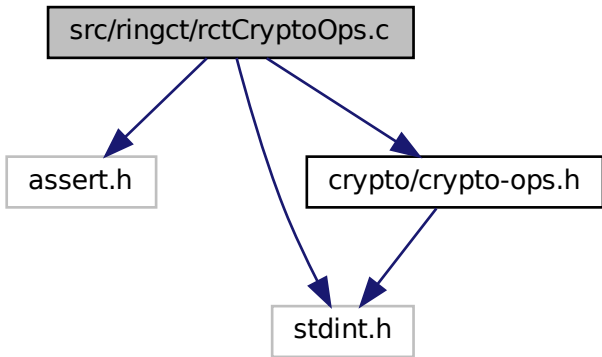 src/ringct/rctCryptoOps.c
assert.h
crypto/crypto-ops.h
stdint.h